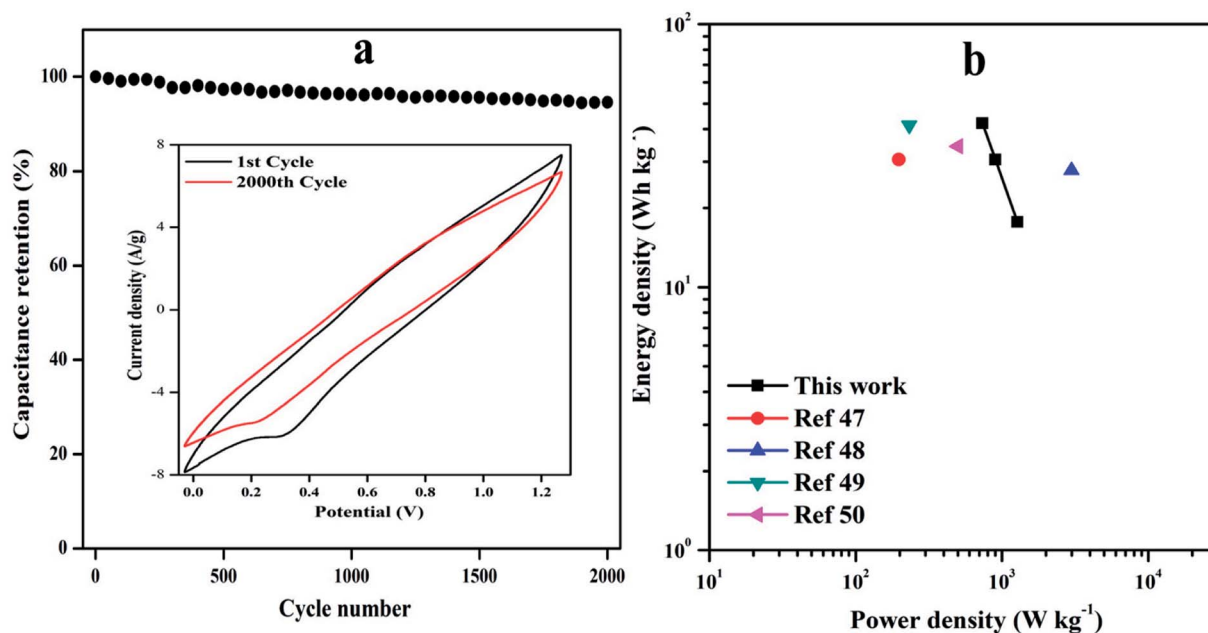 a
Capacitance retention (%)
100
80
60
40
20
0
0 500 1000 1500 2000
Cycle number
1st Cycle
2000th Cycle
Current density (A/g)
8
4
0
-4
-8
0.0 0.2 0.4 0.6 0.8 1.0 1.2
Potential (V)
b
Energy density (Wh kg⁻¹)
10²
10¹
10⁰
This work
Ref 47
Ref 48
Ref 49
Ref 50
10¹ 10² 10³ 10⁴
Power density (W kg⁻¹)